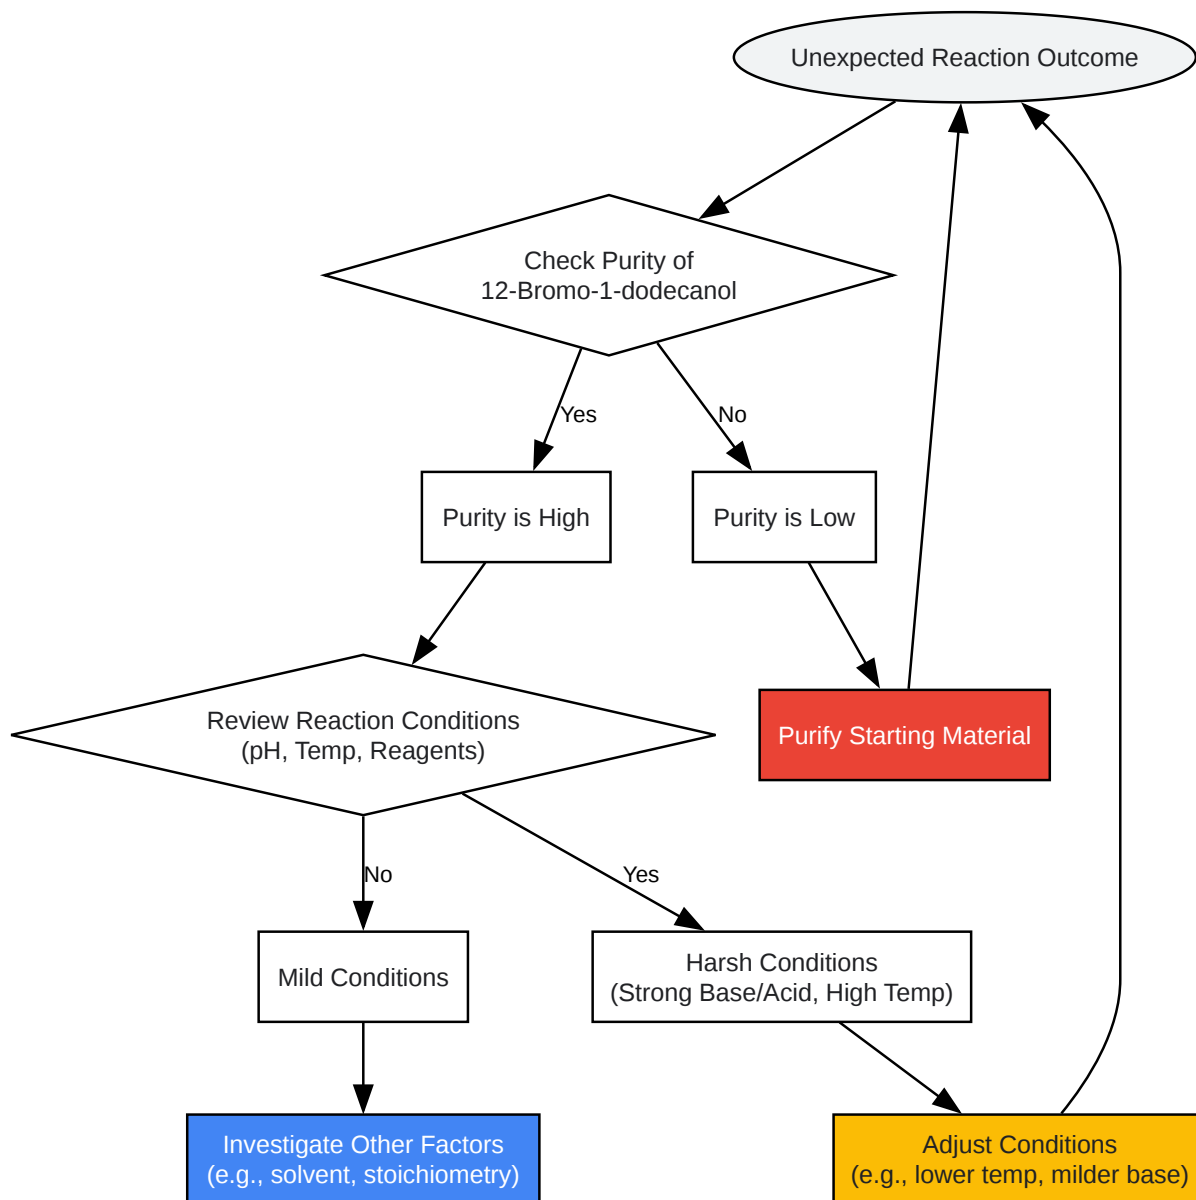 Unexpected Reaction Outcome
Check Purity of
12-Bromo-1-dodecanol
Yes
No
Purity is High
Purity is Low
Review Reaction Conditions
(pH, Temp, Reagents)
Purify Starting Material
No
Yes
Mild Conditions
Harsh Conditions
(Strong Base/Acid, High Temp)
Investigate Other Factors
(e.g., solvent, stoichiometry)
Adjust Conditions
(e.g., lower temp, milder base)